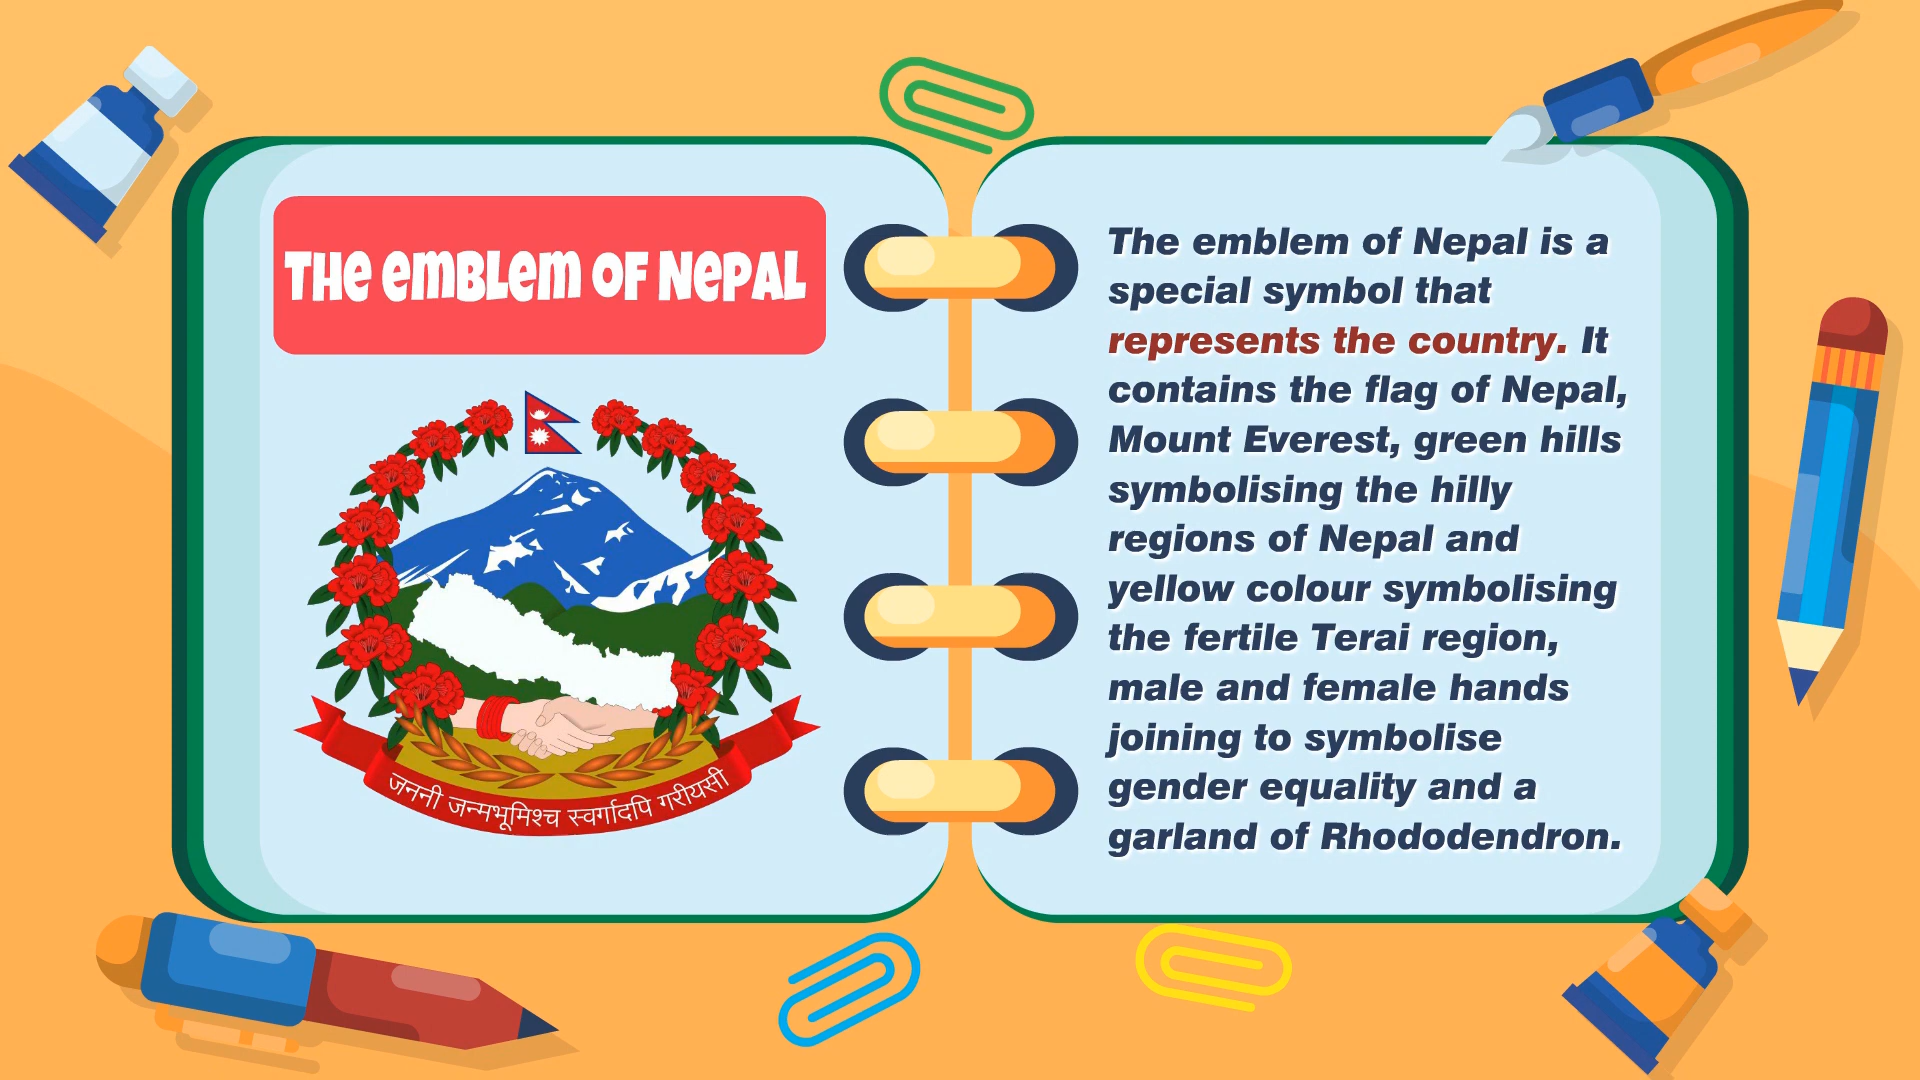 THe emBLem OF NePAL
जननी जन्मभूमिश्च स्वर्गादपि गरीयसी
The emblem of Nepal is a
special symbol that
represents the country. It
contains the flag of Nepal,
Mount Everest, green hills
symbolising the hilly
regions of Nepal and
yellow colour symbolising
the fertile Terai region,
male and female hands
joining to symbolise
gender equality and a
garland of Rhododendron.